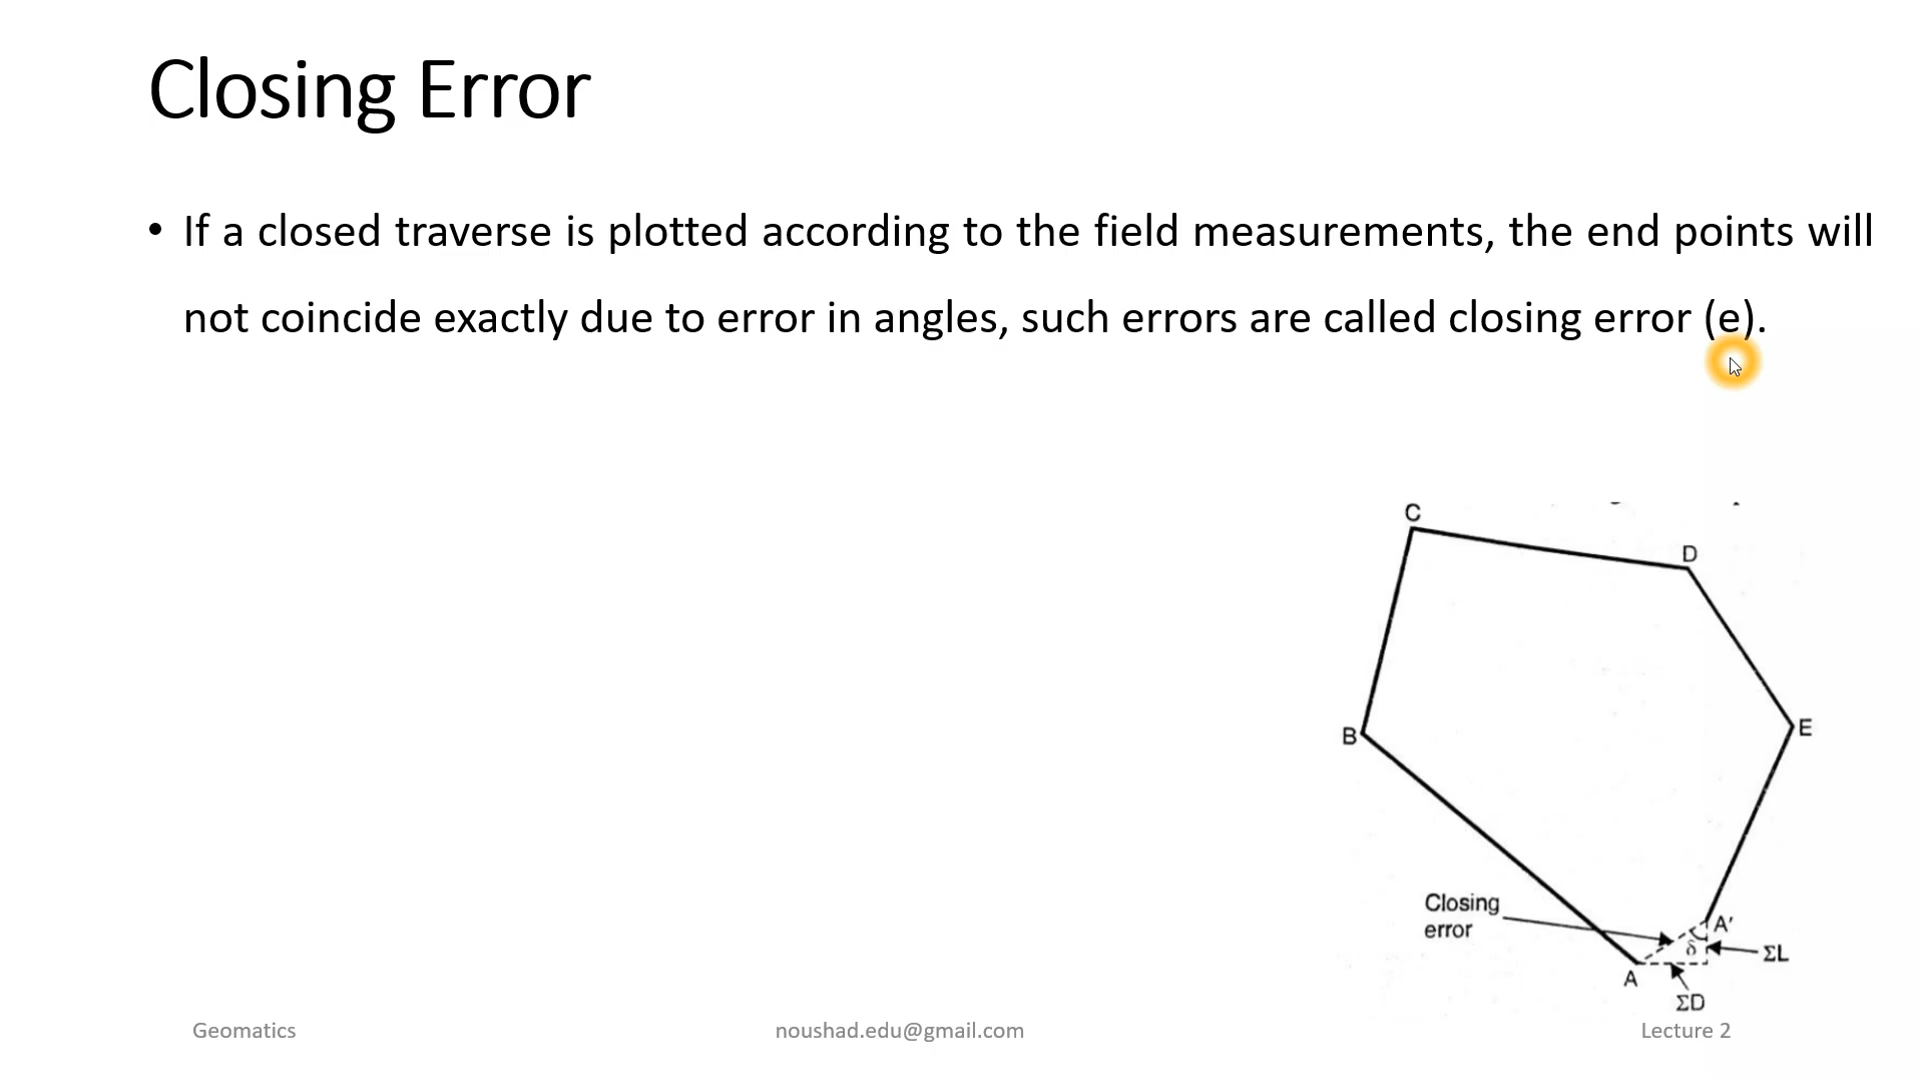 Closing Error
• If a closed traverse is plotted according to the field measurements, the end points will
not coincide exactly due to error in angles, such errors are called closing error (e).
C
D
B
E
Closing
error
A'
δ
ΣL
A
ΣD
Geomatics
noushad.edu@gmail.com
Lecture 2